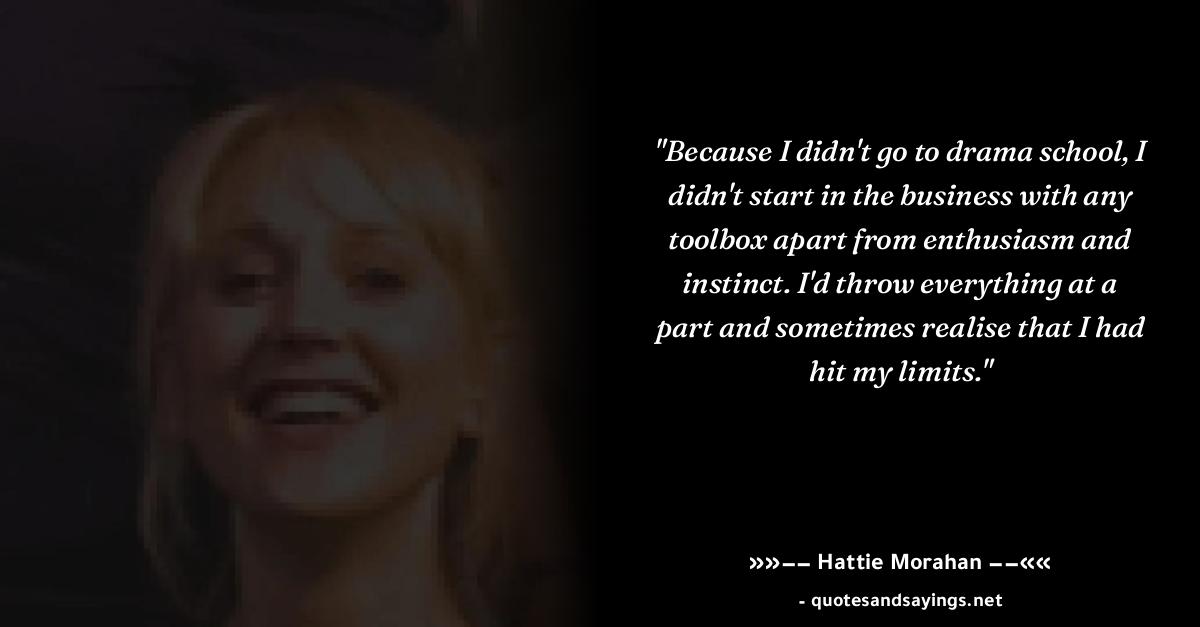 "Because I didn't go to drama school, I
didn't start in the business with any
toolbox apart from enthusiasm and
instinct. I'd throw everything at a
part and sometimes realise that I had
hit my limits."
»»−− Hattie Morahan −−««
- quotesandsayings.net